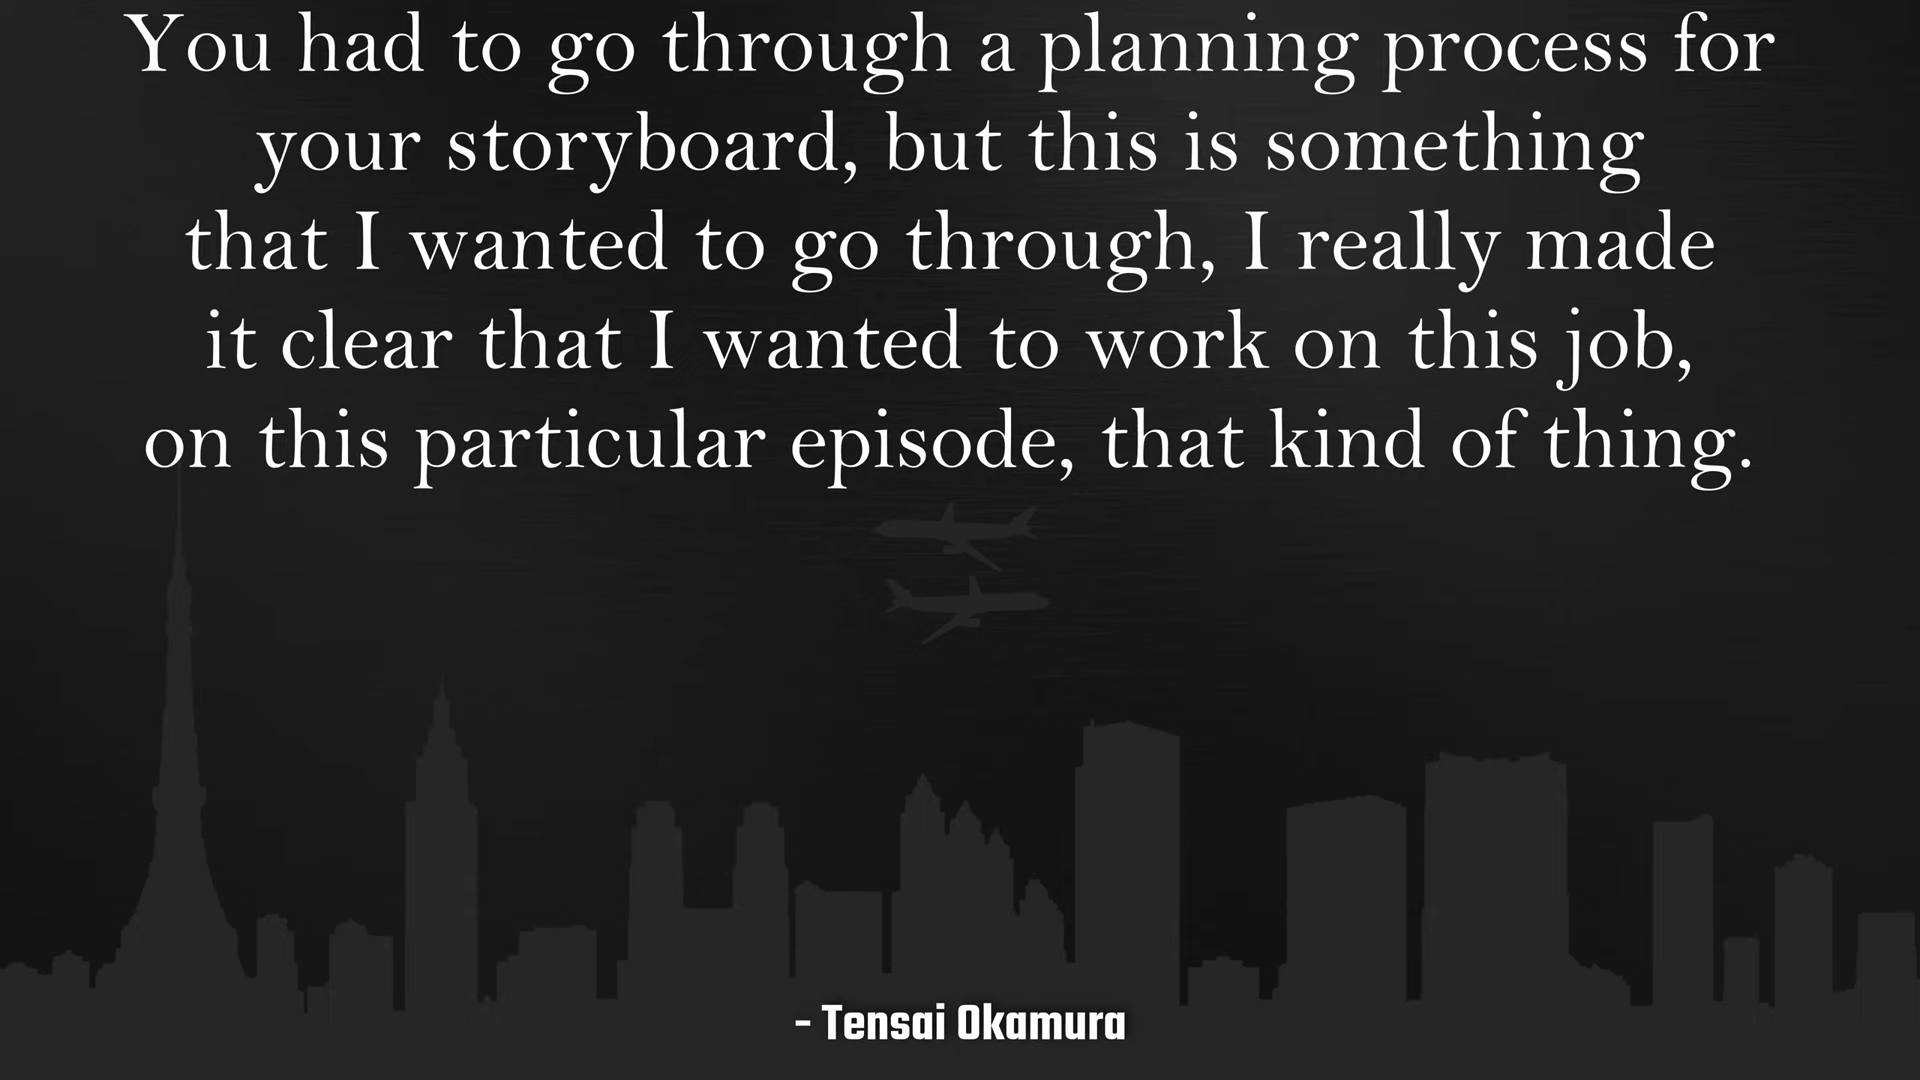 You had to go through a planning process for
your storyboard, but this is something
that I wanted to go through, I really made
it clear that I wanted to work on this job,
on this particular episode, that kind of thing.
- Tensai Okamura